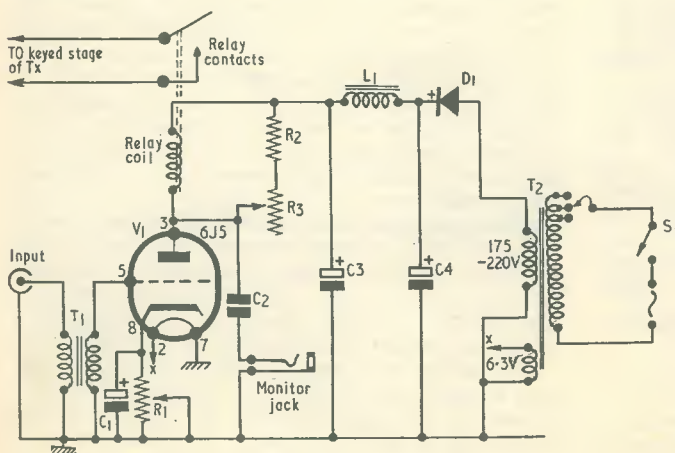 TO keyed stage
of Tx
Relay
contacts
L1
D1
+
R2
Relay
coil
R3
T2
3
V1
6J5
S
Input
5
175
-220V
+
C3
+
C4
C2
T1
8
2
7
x
x
6·3V
+
C1
R1
Monitor
jack